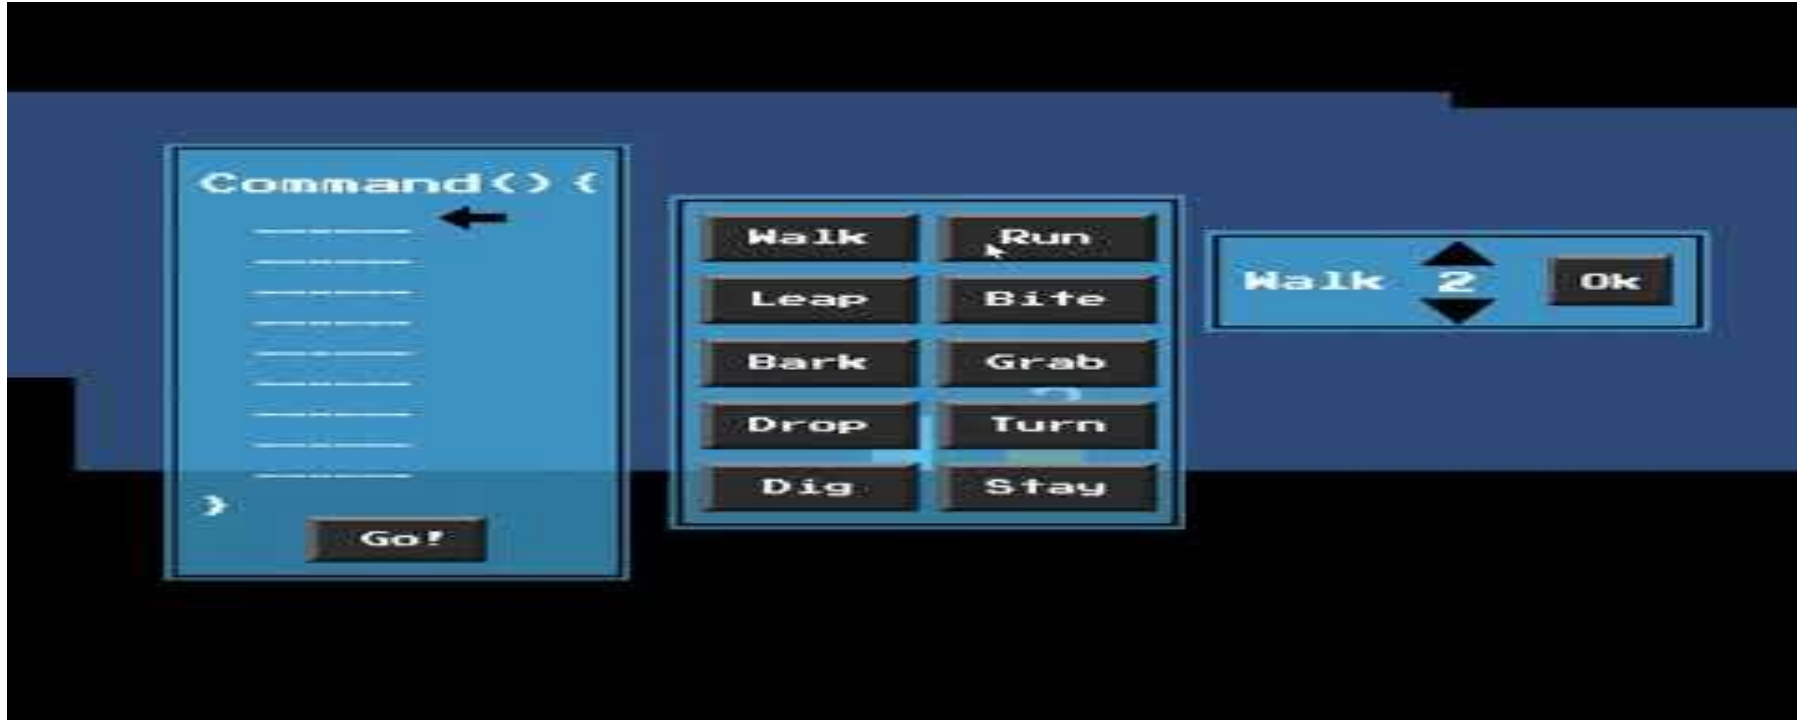 Command() {
}
Go!
Walk Run
Leap Bite
Bark Grab
Drop Turn
Dig Stay
Walk 2 Ok